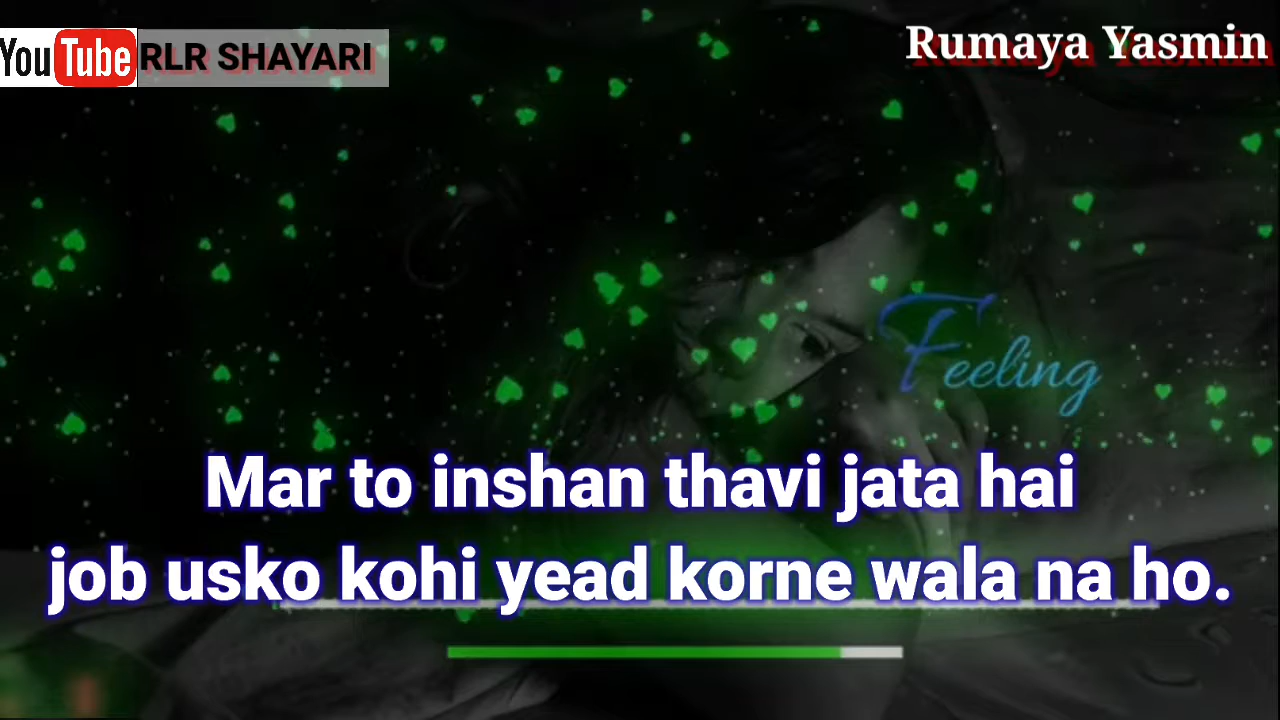 YouTube RLR SHAYARI
Rumaya Yasmin
Feeling
Mar to inshan thavi jata hai
job usko kohi yead korne wala na ho.